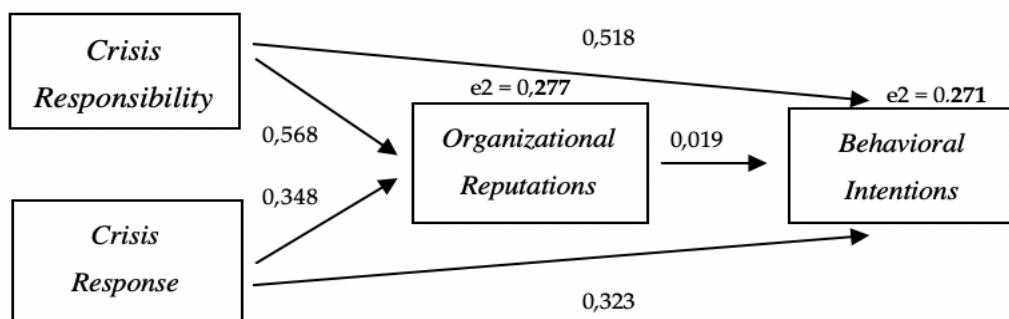 Crisis
Responsibility
0,518
e2 = 0,277
e2 = 0.271
0,568
Organizational
Reputations
0,019
Behavioral
Intentions
0,348
Crisis
Response
0,323